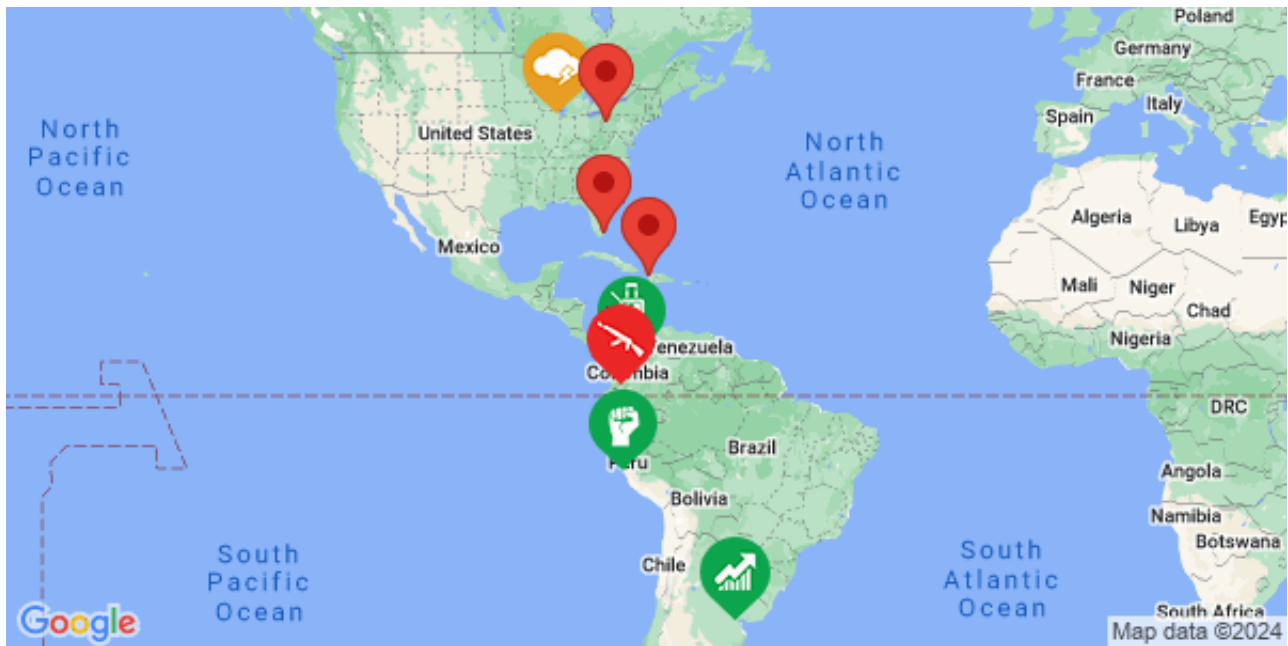 Poland
Germany
France
Italy
Spain
North
Pacific
Ocean
United States
North
Atlantic
Ocean
Mexico
Algeria
Libya
Egyp
Mali
Niger
Chad
Nigeria
Venezuela
Colombia
DRC
Brazil
Peru
Angola
Bolivia
Namibia
Botswana
South
Pacific
Ocean
Chile
South
Atlantic
Ocean
South Africa
Google
Map data ©2024